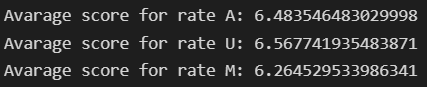 Avarage score for rate A: 6.483546483029998
Avarage score for rate U: 6.567741935483871
Avarage score for rate M: 6.264529533986341